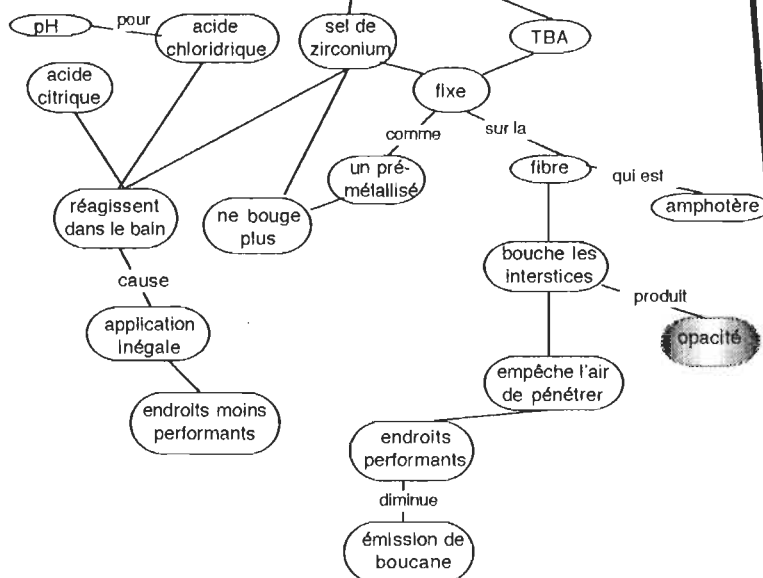 pH
pour
acide
chloridrique
sel de
zirconium
TBA
acide
citrique
fixe
comme
sur la
un pré-
métallisé
fibre
qui est
amphotère
réagissent
dans le bain
ne bouge
plus
bouche les
interstices
cause
produit
application
inégale
opacité
empêche l'air
de pénétrer
endroits moins
performants
endroits
performants
diminue
émission de
boucane